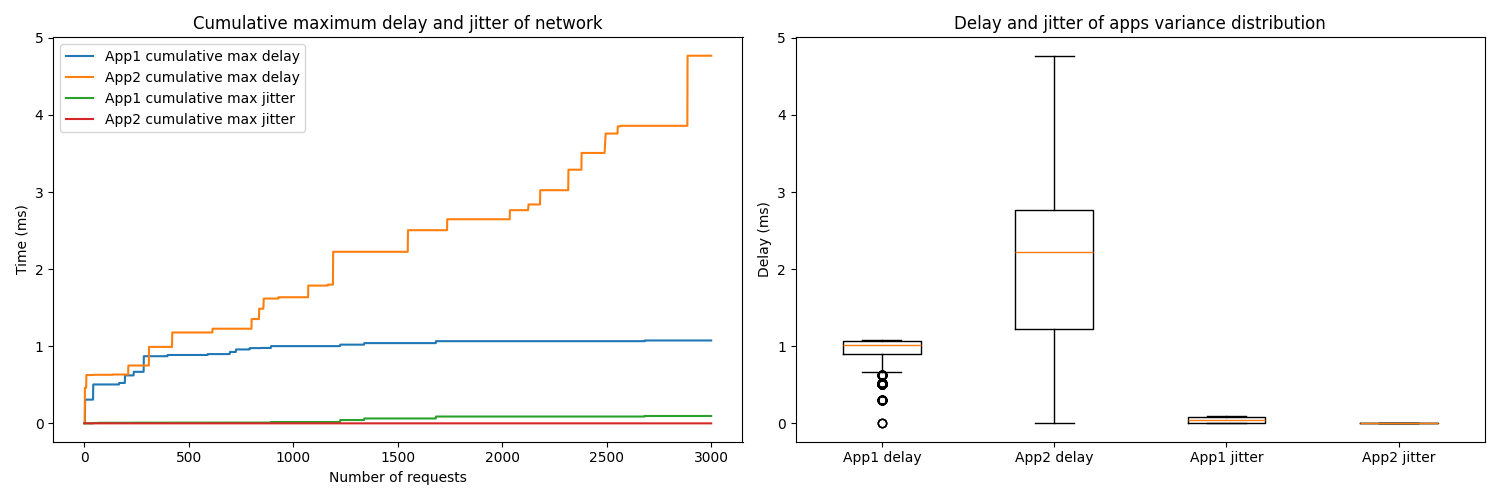 Cumulative maximum delay and jitter of network
5
4
3
2
1
0
Time (ms)
App1 cumulative max delay
App2 cumulative max delay
App1 cumulative max jitter
App2 cumulative max jitter
0
500
1000
1500
2000
2500
3000
Number of requests
Delay and jitter of apps variance distribution
5
4
3
2
1
0
Delay (ms)
App1 delay
App2 delay
App1 jitter
App2 jitter